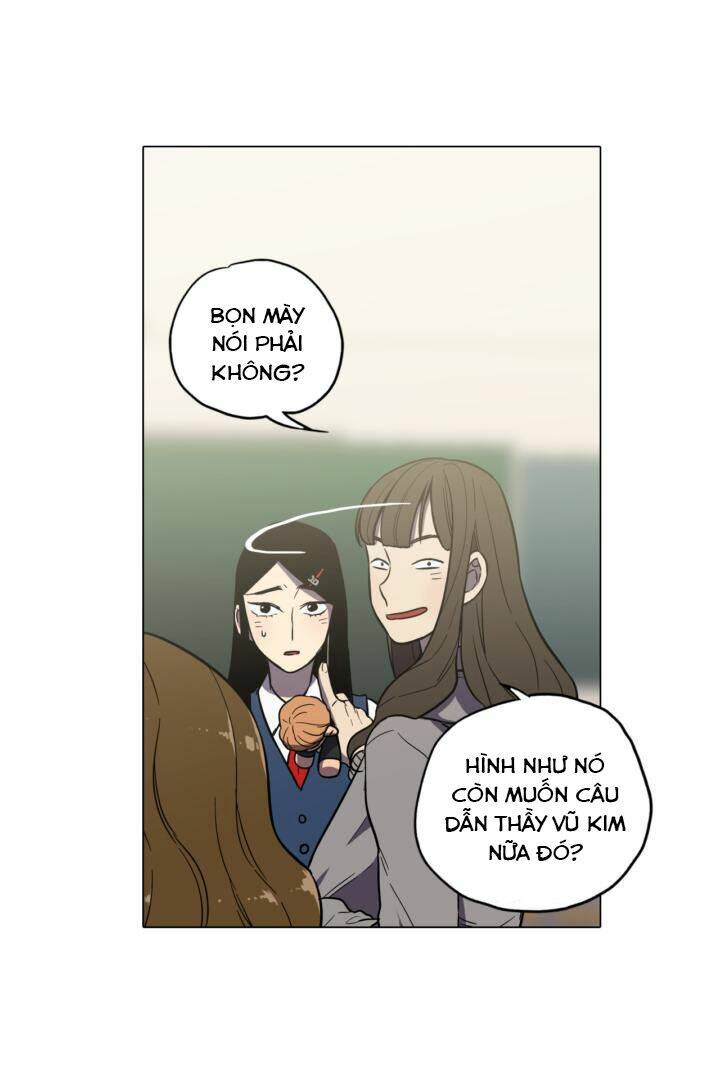 BỌN MÀY
NÓI PHẢI
KHÔNG?
HÌNH NHƯ NÓ
CÒN MUỐN CÂU
DẪN THẦY VŨ KIM
NỮA ĐÓ?